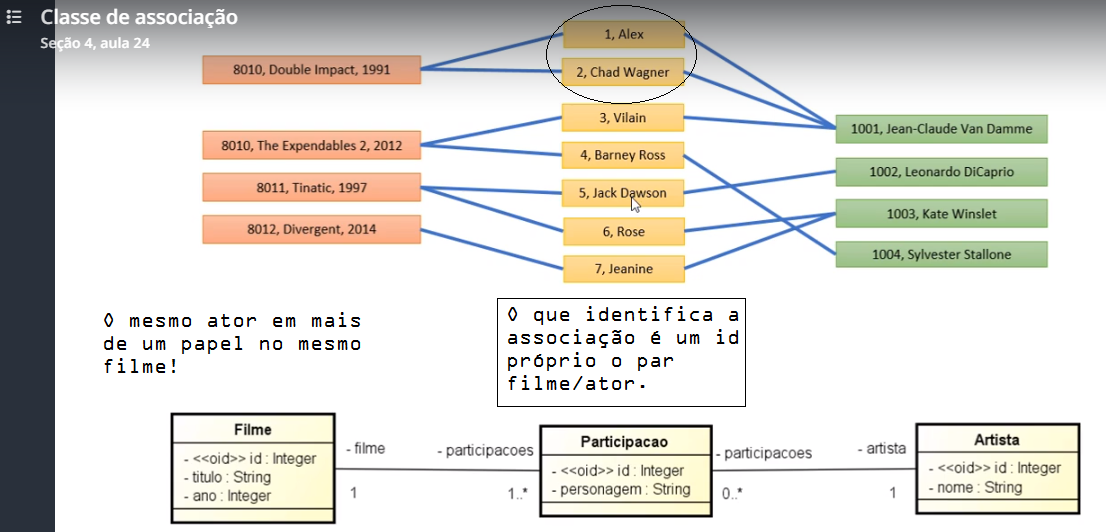 Classe de associação
Seção 4, aula 24
1, Alex
8010, Double Impact, 1991
2, Chad Wagner
3, Vilain
1001, Jean-Claude Van Damme
8010, The Expendables 2, 2012
4, Barney Ross
1002, Leonardo DiCaprio
8011, Tinatic, 1997
5, Jack Dawson
1003, Kate Winslet
8012, Divergent, 2014
6, Rose
1004, Sylvester Stallone
7, Jeanine
O mesmo ator em mais
de um papel no mesmo
filme!
O que identifica a
associação é um id
próprio o par
filme/ator.
Filme
- <<oid>> id : Integer
- titulo : String
- ano : Integer
- filme
1
- participacoes
1..*
Participacao
- <<oid>> id : Integer
- personagem : String
- participacoes
0..*
- artista
1
Artista
- <<oid>> id : Integer
- nome : String